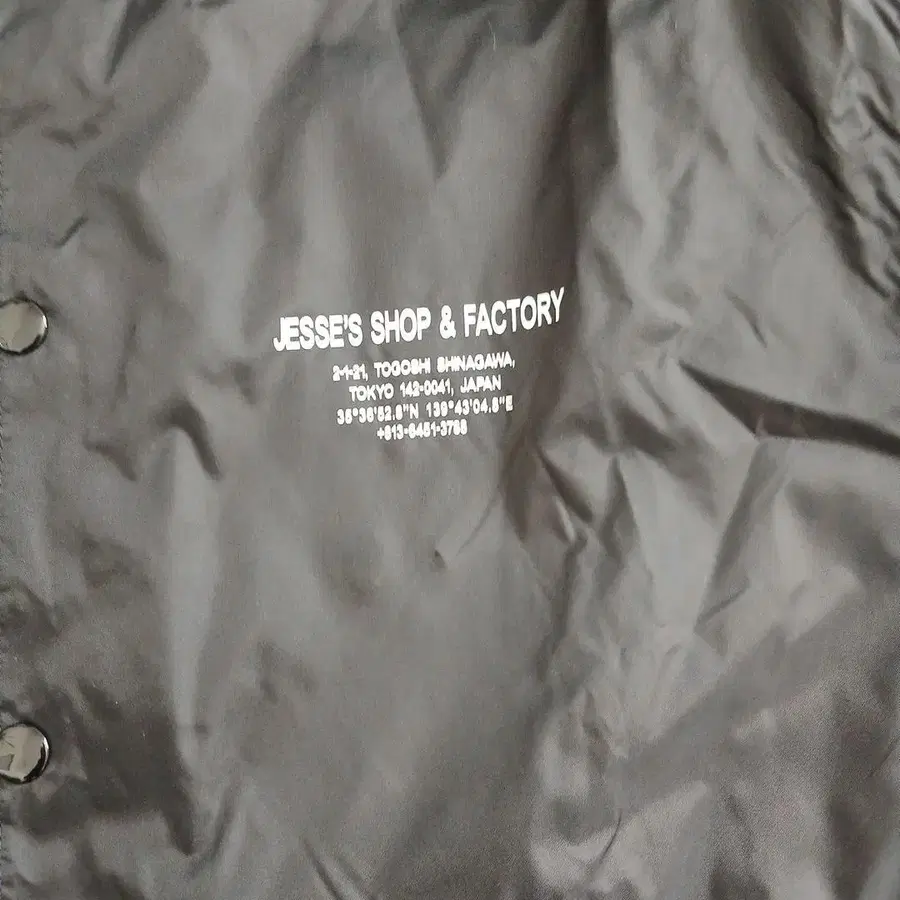 JESSE'S SHOP & FACTORY
2-1-21, TOGOSHI SHINAGAWA,
TOKYO 142-0041, JAPAN
35°36'52.8"N 139°43'04.8"E
+813-6451-3788